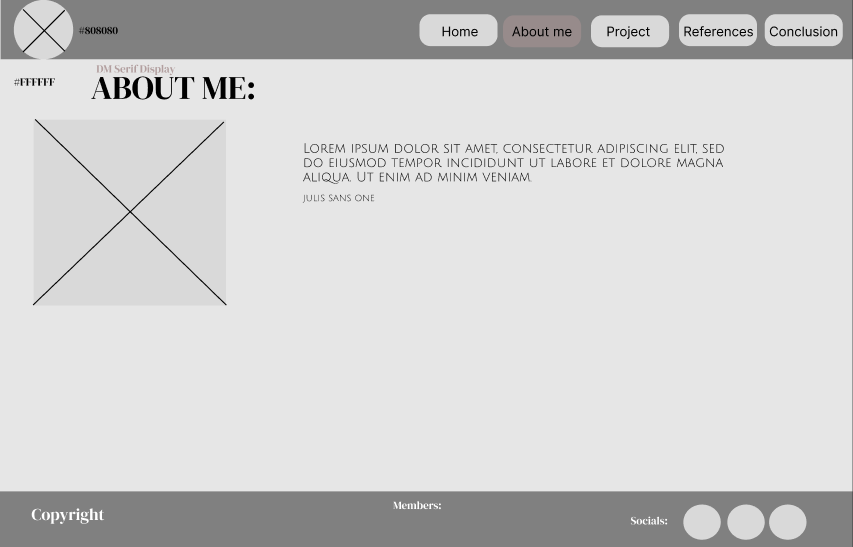 #808080
Home
About me
Project
References
Conclusion
#FFFFFF
DM Serif Display
ABOUT ME:
Lorem ipsum dolor sit amet, consectetur adipiscing elit, sed
do eiusmod tempor incididunt ut labore et dolore magna
aliqua. Ut enim ad minim veniam.
Julis Sans One
Copyright
Members:
Socials: